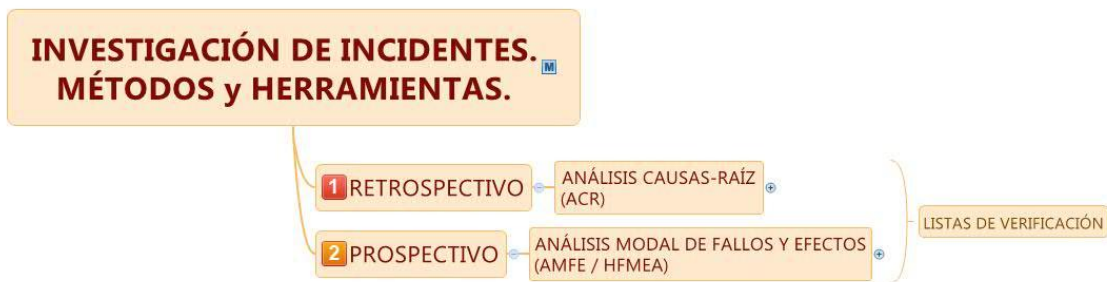 INVESTIGACIÓN DE INCIDENTES.
MÉTODOS y HERRAMIENTAS.
M
1 RETROSPECTIVO
ANÁLISIS CAUSAS-RAÍZ
(ACR)
2 PROSPECTIVO
ANÁLISIS MODAL DE FALLOS Y EFECTOS
(AMFE / HFMEA)
LISTAS DE VERIFICACIÓN